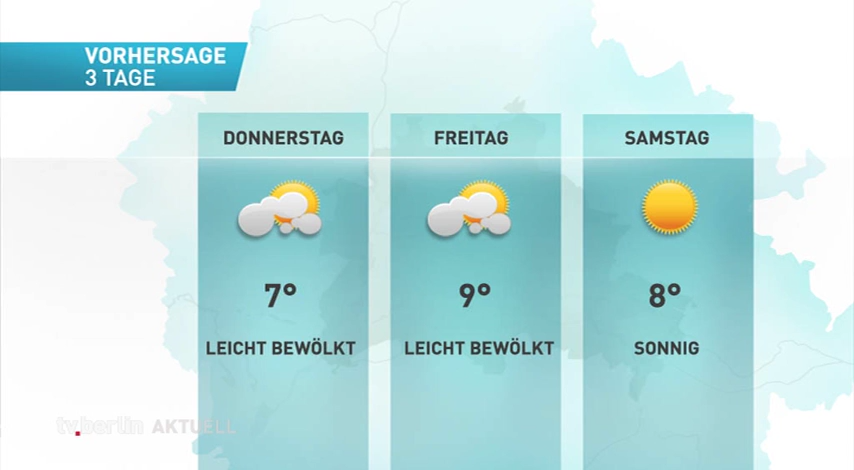 VORHERSAGE
3 TAGE
DONNERSTAG
FREITAG
SAMSTAG
7°
9°
8°
LEICHT BEWÖLKT
LEICHT BEWÖLKT
SONNIG
tv.berlin AKTUELL